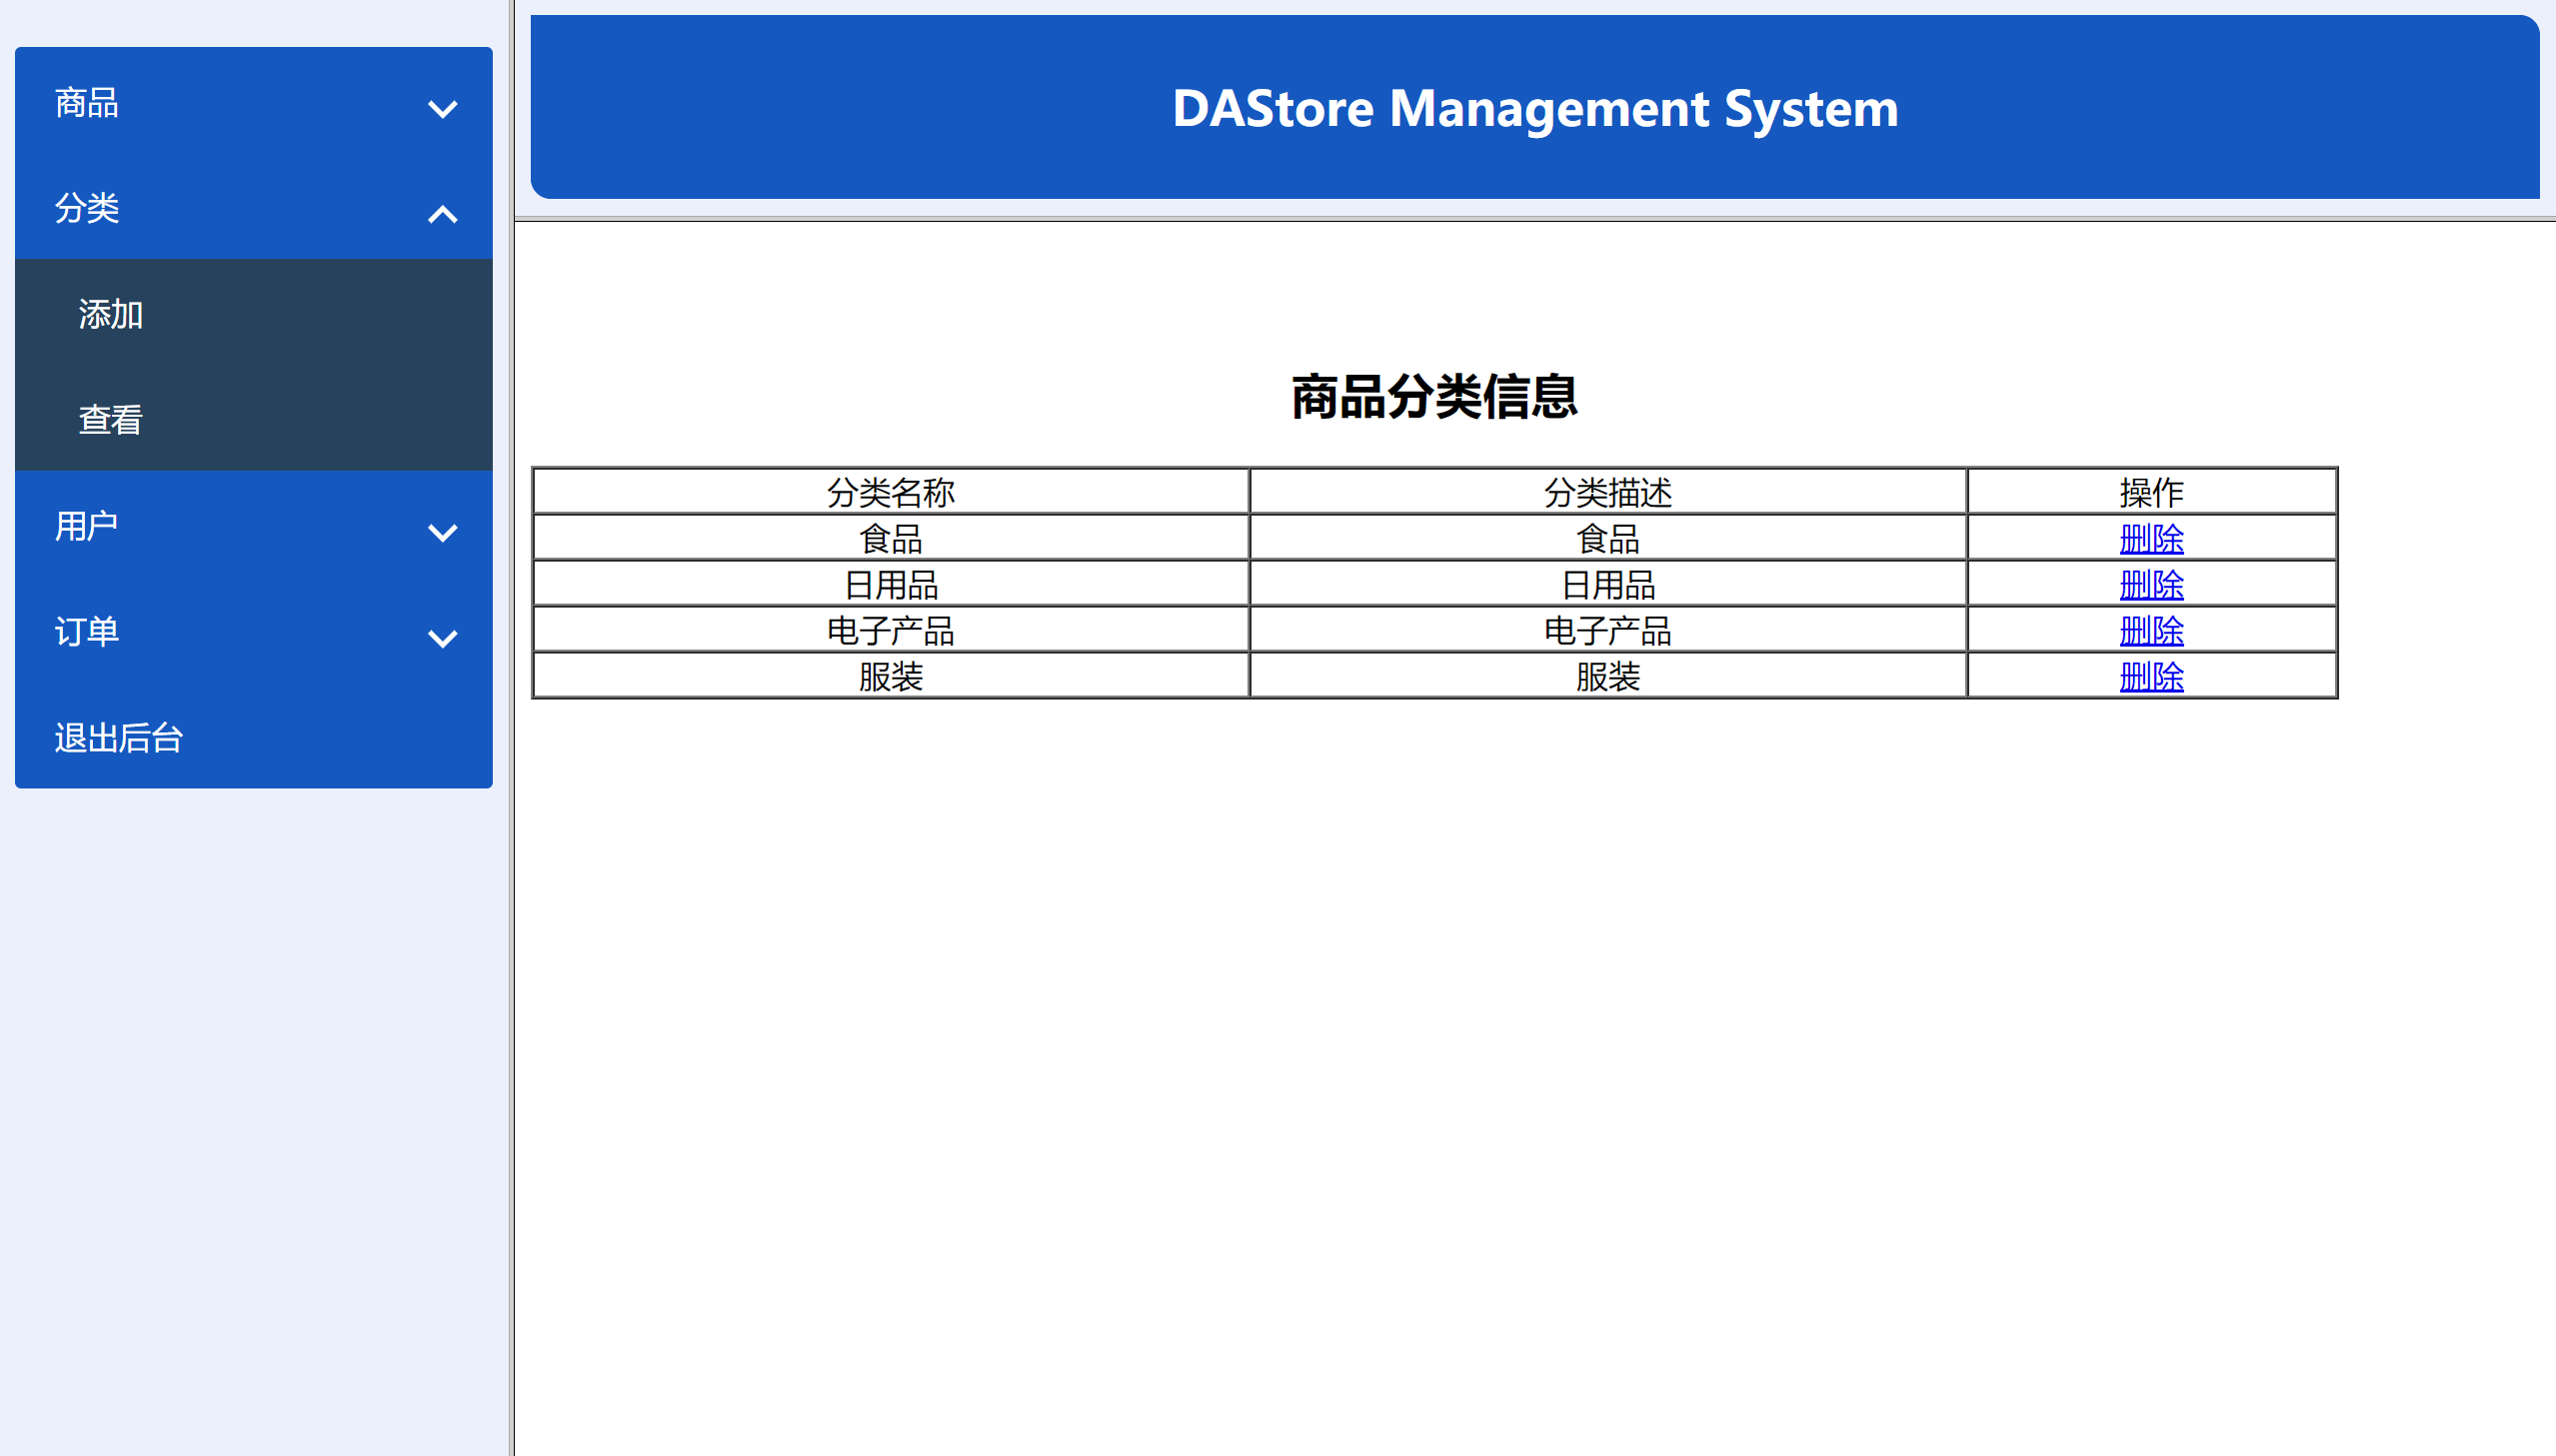 商品
分类
添加
查看
用户
订单
退出后台
DAStore Management System
商品分类信息
分类名称 分类描述 操作
食品 食品 删除
日用品 日用品 删除
电子产品 电子产品 删除
服装 服装 删除